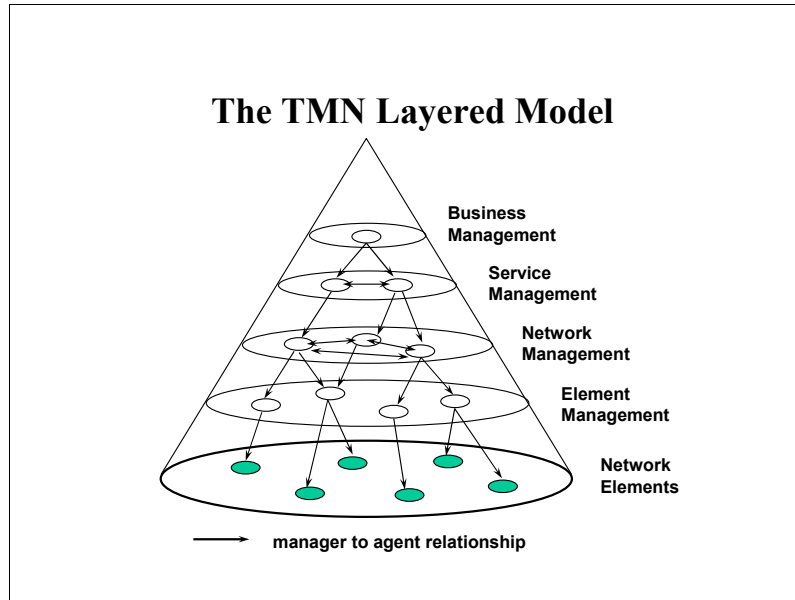 The TMN Layered Model
Business
Management
Service
Management
Network
Management
Element
Management
Network
Elements
manager to agent relationship